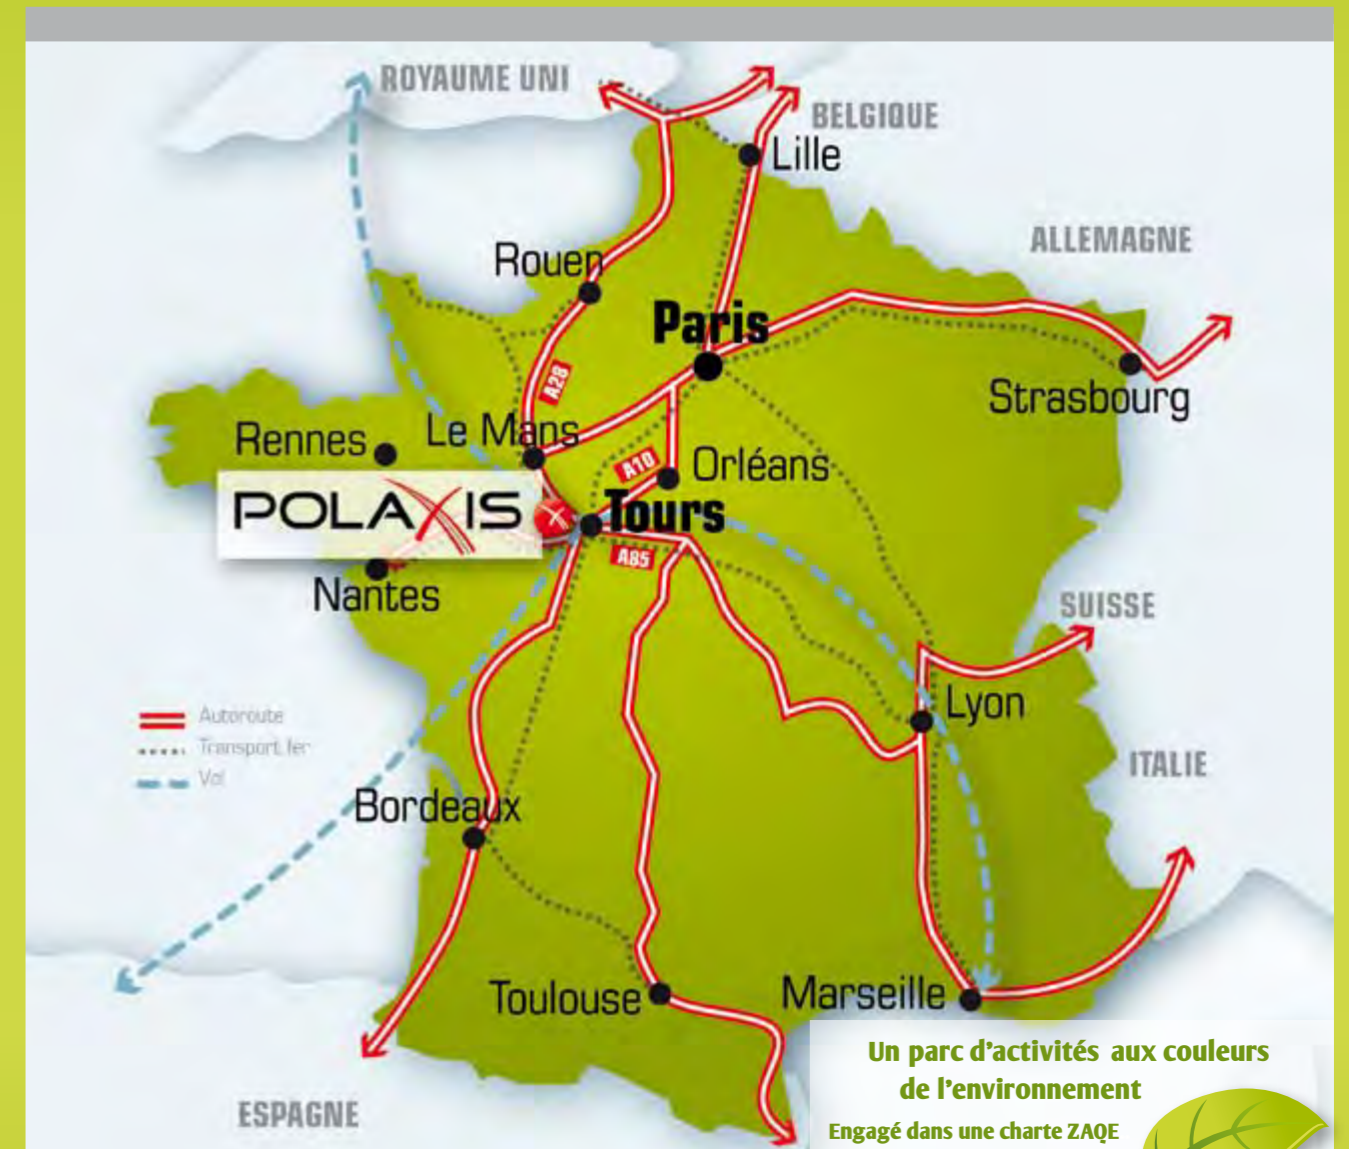 ROYAUME UNI
BELGIQUE
Lille
ALLEMAGNE
Rouen
Paris
A28
Strasbourg
Rennes
Le Mans
A10
Orléans
POLAXIS
Tours
A85
Nantes
SUISSE
Lyon
Autoroute
Transport fer
Vol
ITALIE
Bordeaux
Toulouse
Marseille
ESPAGNE
Un parc d'activités aux couleurs
de l'environnement
Engagé dans une charte ZAQE